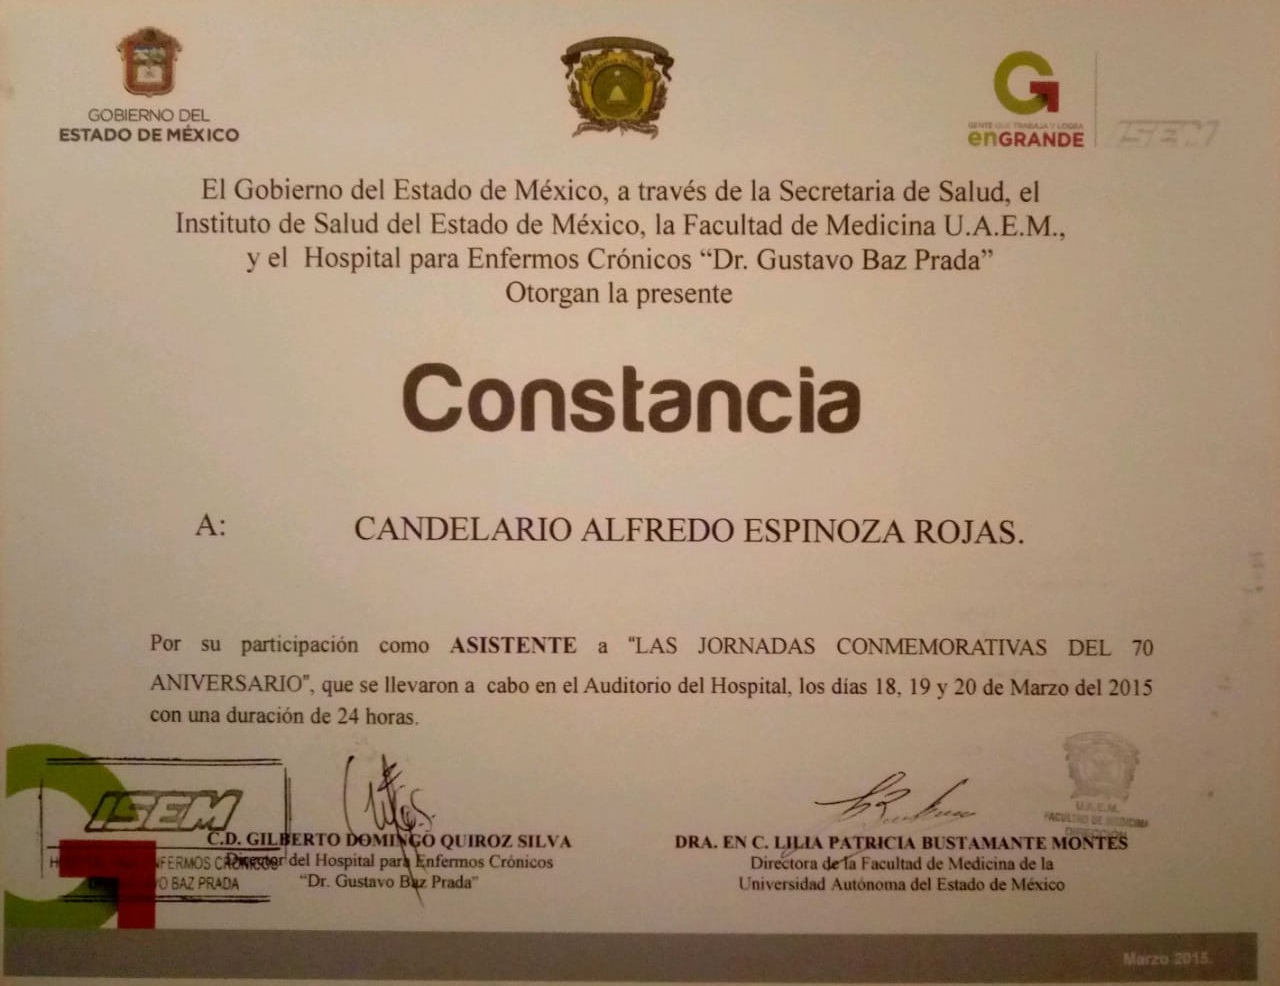 GOBIERNO DEL
ESTADO DE MÉXICO
GENTE QUE TRABAJA Y LOGRA
enGRANDE
ISEM
El Gobierno del Estado de México, a través de la Secretaria de Salud, el
Instituto de Salud del Estado de México, la Facultad de Medicina U.A.E.M.,
y el Hospital para Enfermos Crónicos “Dr. Gustavo Baz Prada”
Otorgan la presente
Constancia
A: CANDELARIO ALFREDO ESPINOZA ROJAS.
Por su participación como ASISTENTE a "LAS JORNADAS CONMEMORATIVAS DEL 70
ANIVERSARIO", que se llevaron a cabo en el Auditorio del Hospital, los días 18, 19 y 20 de Marzo del 2015
con una duración de 24 horas.
ISEM
ENFERMOS CRÓNICOS
BAZ PRADA
C.D. GILBERTO DOMINGO QUIROZ SILVA
Director del Hospital para Enfermos Crónicos
“Dr. Gustavo Baz Prada”
U.A.E.M.
FACULTAD DE MEDICINA
DIRECCIÓN
DRA. EN C. LILIA PATRICIA BUSTAMANTE MONTES
Directora de la Facultad de Medicina de la
Universidad Autónoma del Estado de México
Marzo 2015.